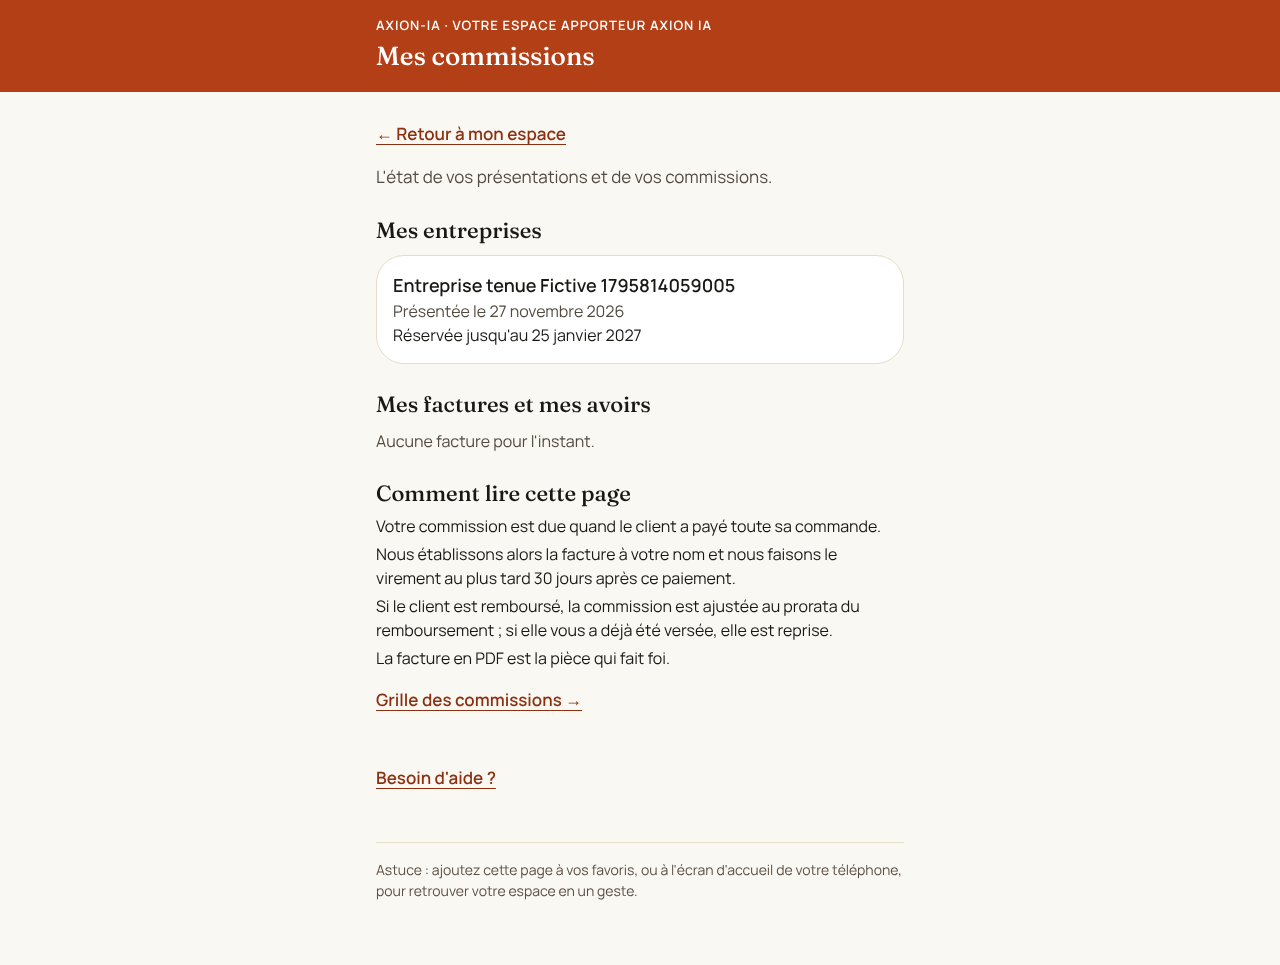 AXION-IA · VOTRE ESPACE APPORTEUR AXION IA
Mes commissions
← Retour à mon espace
L'état de vos présentations et de vos commissions.
Mes entreprises
Entreprise tenue Fictive 1795814059005
Présentée le 27 novembre 2026
Réservée jusqu'au 25 janvier 2027
Mes factures et mes avoirs
Aucune facture pour l'instant.
Comment lire cette page
Votre commission est due quand le client a payé toute sa commande.
Nous établissons alors la facture à votre nom et nous faisons le
virement au plus tard 30 jours après ce paiement.
Si le client est remboursé, la commission est ajustée au prorata du
remboursement ; si elle vous a déjà été versée, elle est reprise.
La facture en PDF est la pièce qui fait foi.
Grille des commissions →
Besoin d'aide ?
Astuce : ajoutez cette page à vos favoris, ou à l'écran d'accueil de votre téléphone,
pour retrouver votre espace en un geste.